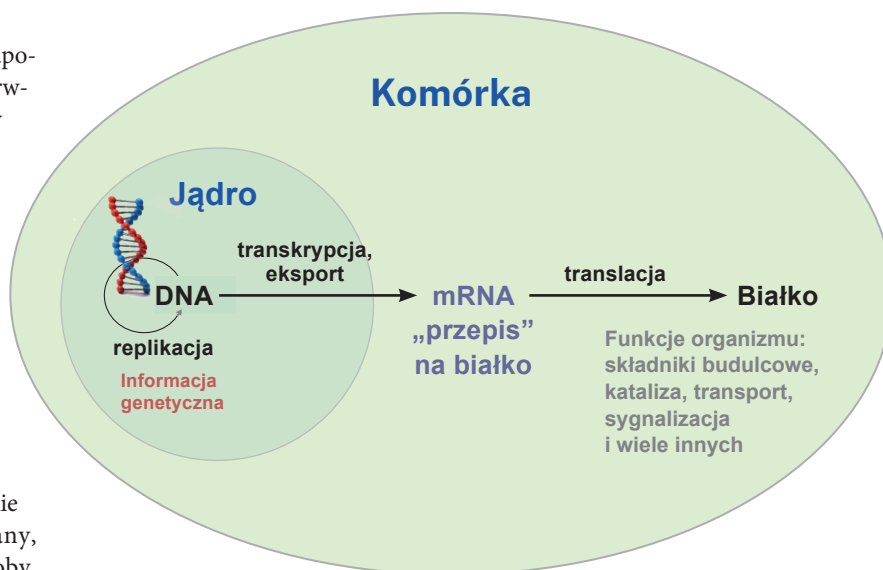 Komórka
Jądro
DNA
replikacja
Informacja
genetyczna
transkrypcja,
eksport
mRNA
„przepis”
na białko
translacja
Białko
Funkcje organizmu:
składniki budulcowe,
kataliza, transport,
sygnalizacja
i wiele innych